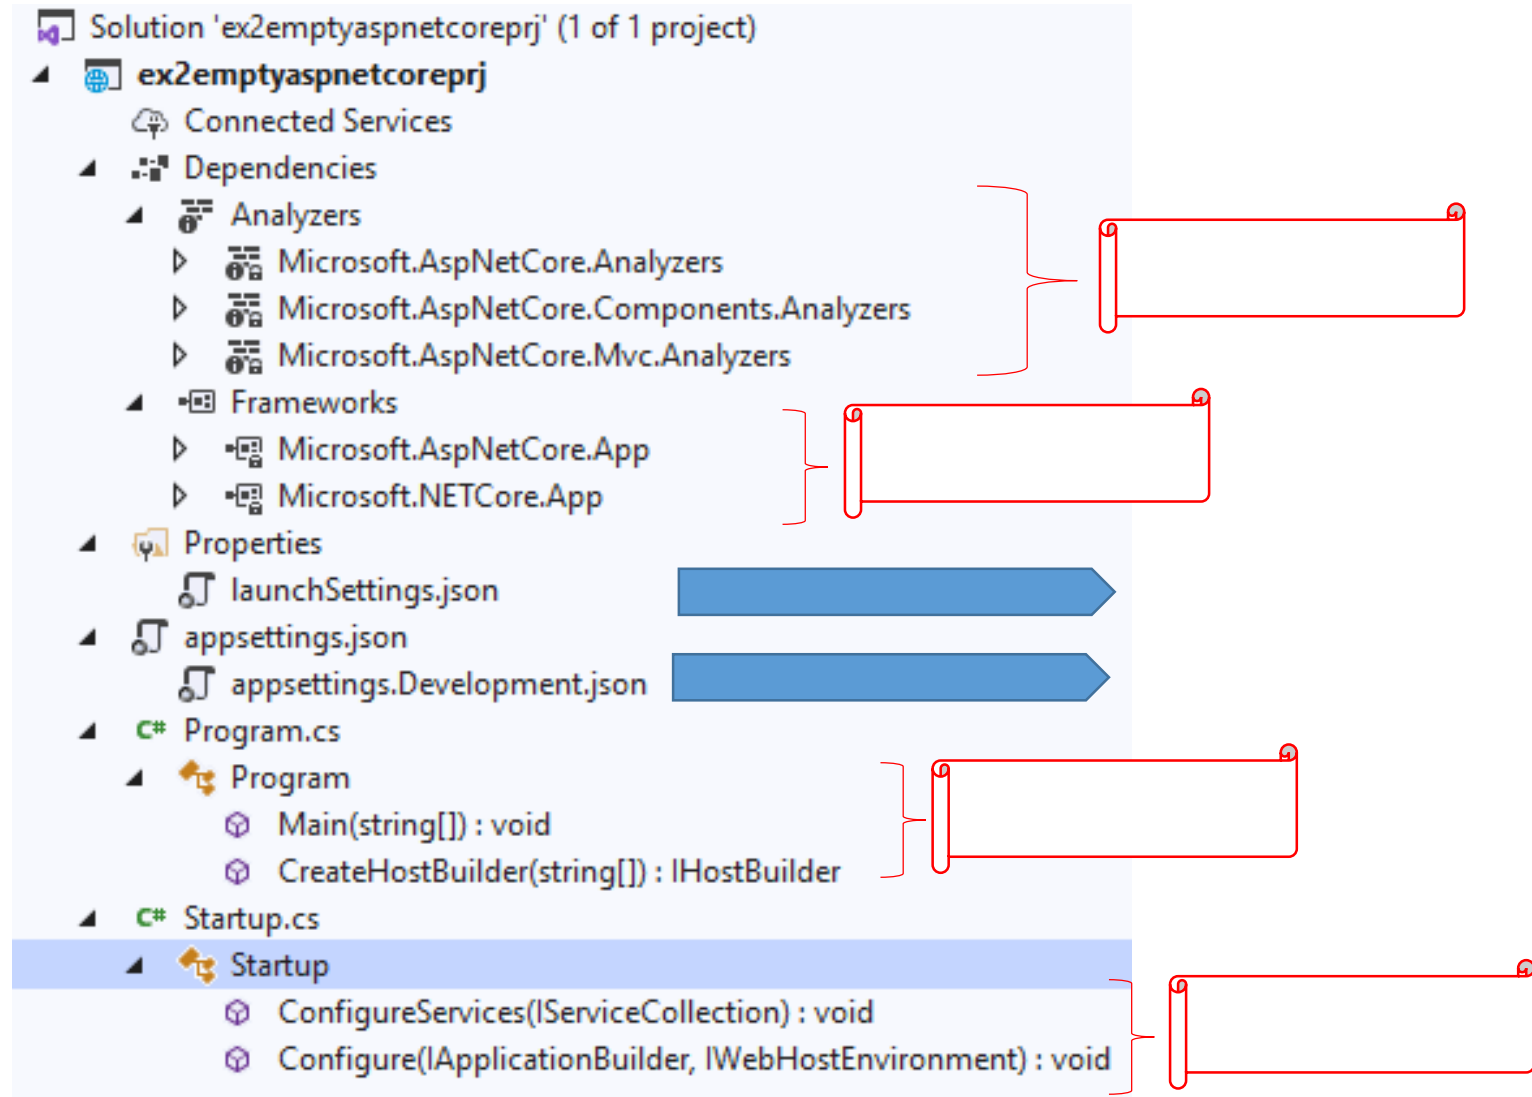 Solution 'ex2emptyaspnetcoreprj' (1 of 1 project)
ex2emptyaspnetcoreprj
Connected Services
Dependencies
Analyzers
Microsoft.AspNetCore.Analyzers
Microsoft.AspNetCore.Components.Analyzers
Microsoft.AspNetCore.Mvc.Analyzers
Frameworks
Microsoft.AspNetCore.App
Microsoft.NETCore.App
Properties
launchSettings.json
appsettings.json
appsettings.Development.json
C# Program.cs
Program
Main(string[]) : void
CreateHostBuilder(string[]) : IHostBuilder
C# Startup.cs
Startup
ConfigureServices(IServiceCollection) : void
Configure(IApplicationBuilder, IWebHostEnvironment) : void